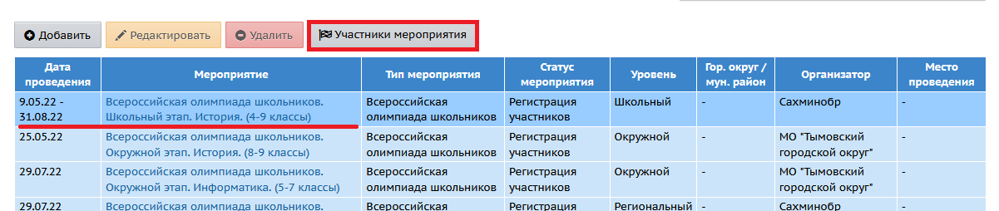 Добавить Редактировать Удалить Участники мероприятия
Дата проведения Мероприятие Тип мероприятия Статус мероприятия Уровень Гор. округ / мун. район Организатор Место проведения
9.05.22 - Всероссийская олимпиада школьников. Всероссийская Регистрация Школьный - Сахминобр -
31.08.22 Школьный этап. История. (4-9 классы) олимпиада школьников участников
25.05.22 Всероссийская олимпиада школьников. Всероссийская Регистрация Окружной - МО "Тымовский -
Окружной этап. История. (8-9 классы) олимпиада школьников участников городской округ"
29.07.22 Всероссийская олимпиада школьников. Всероссийская Регистрация Окружной - МО "Тымовский -
Окружной этап. Информатика. (5-7 классы) олимпиада школьников участников городской округ"
29.07.22 Всероссийская олимпиада школьников. Всероссийская Регистрация Региональный - Сахминобр -